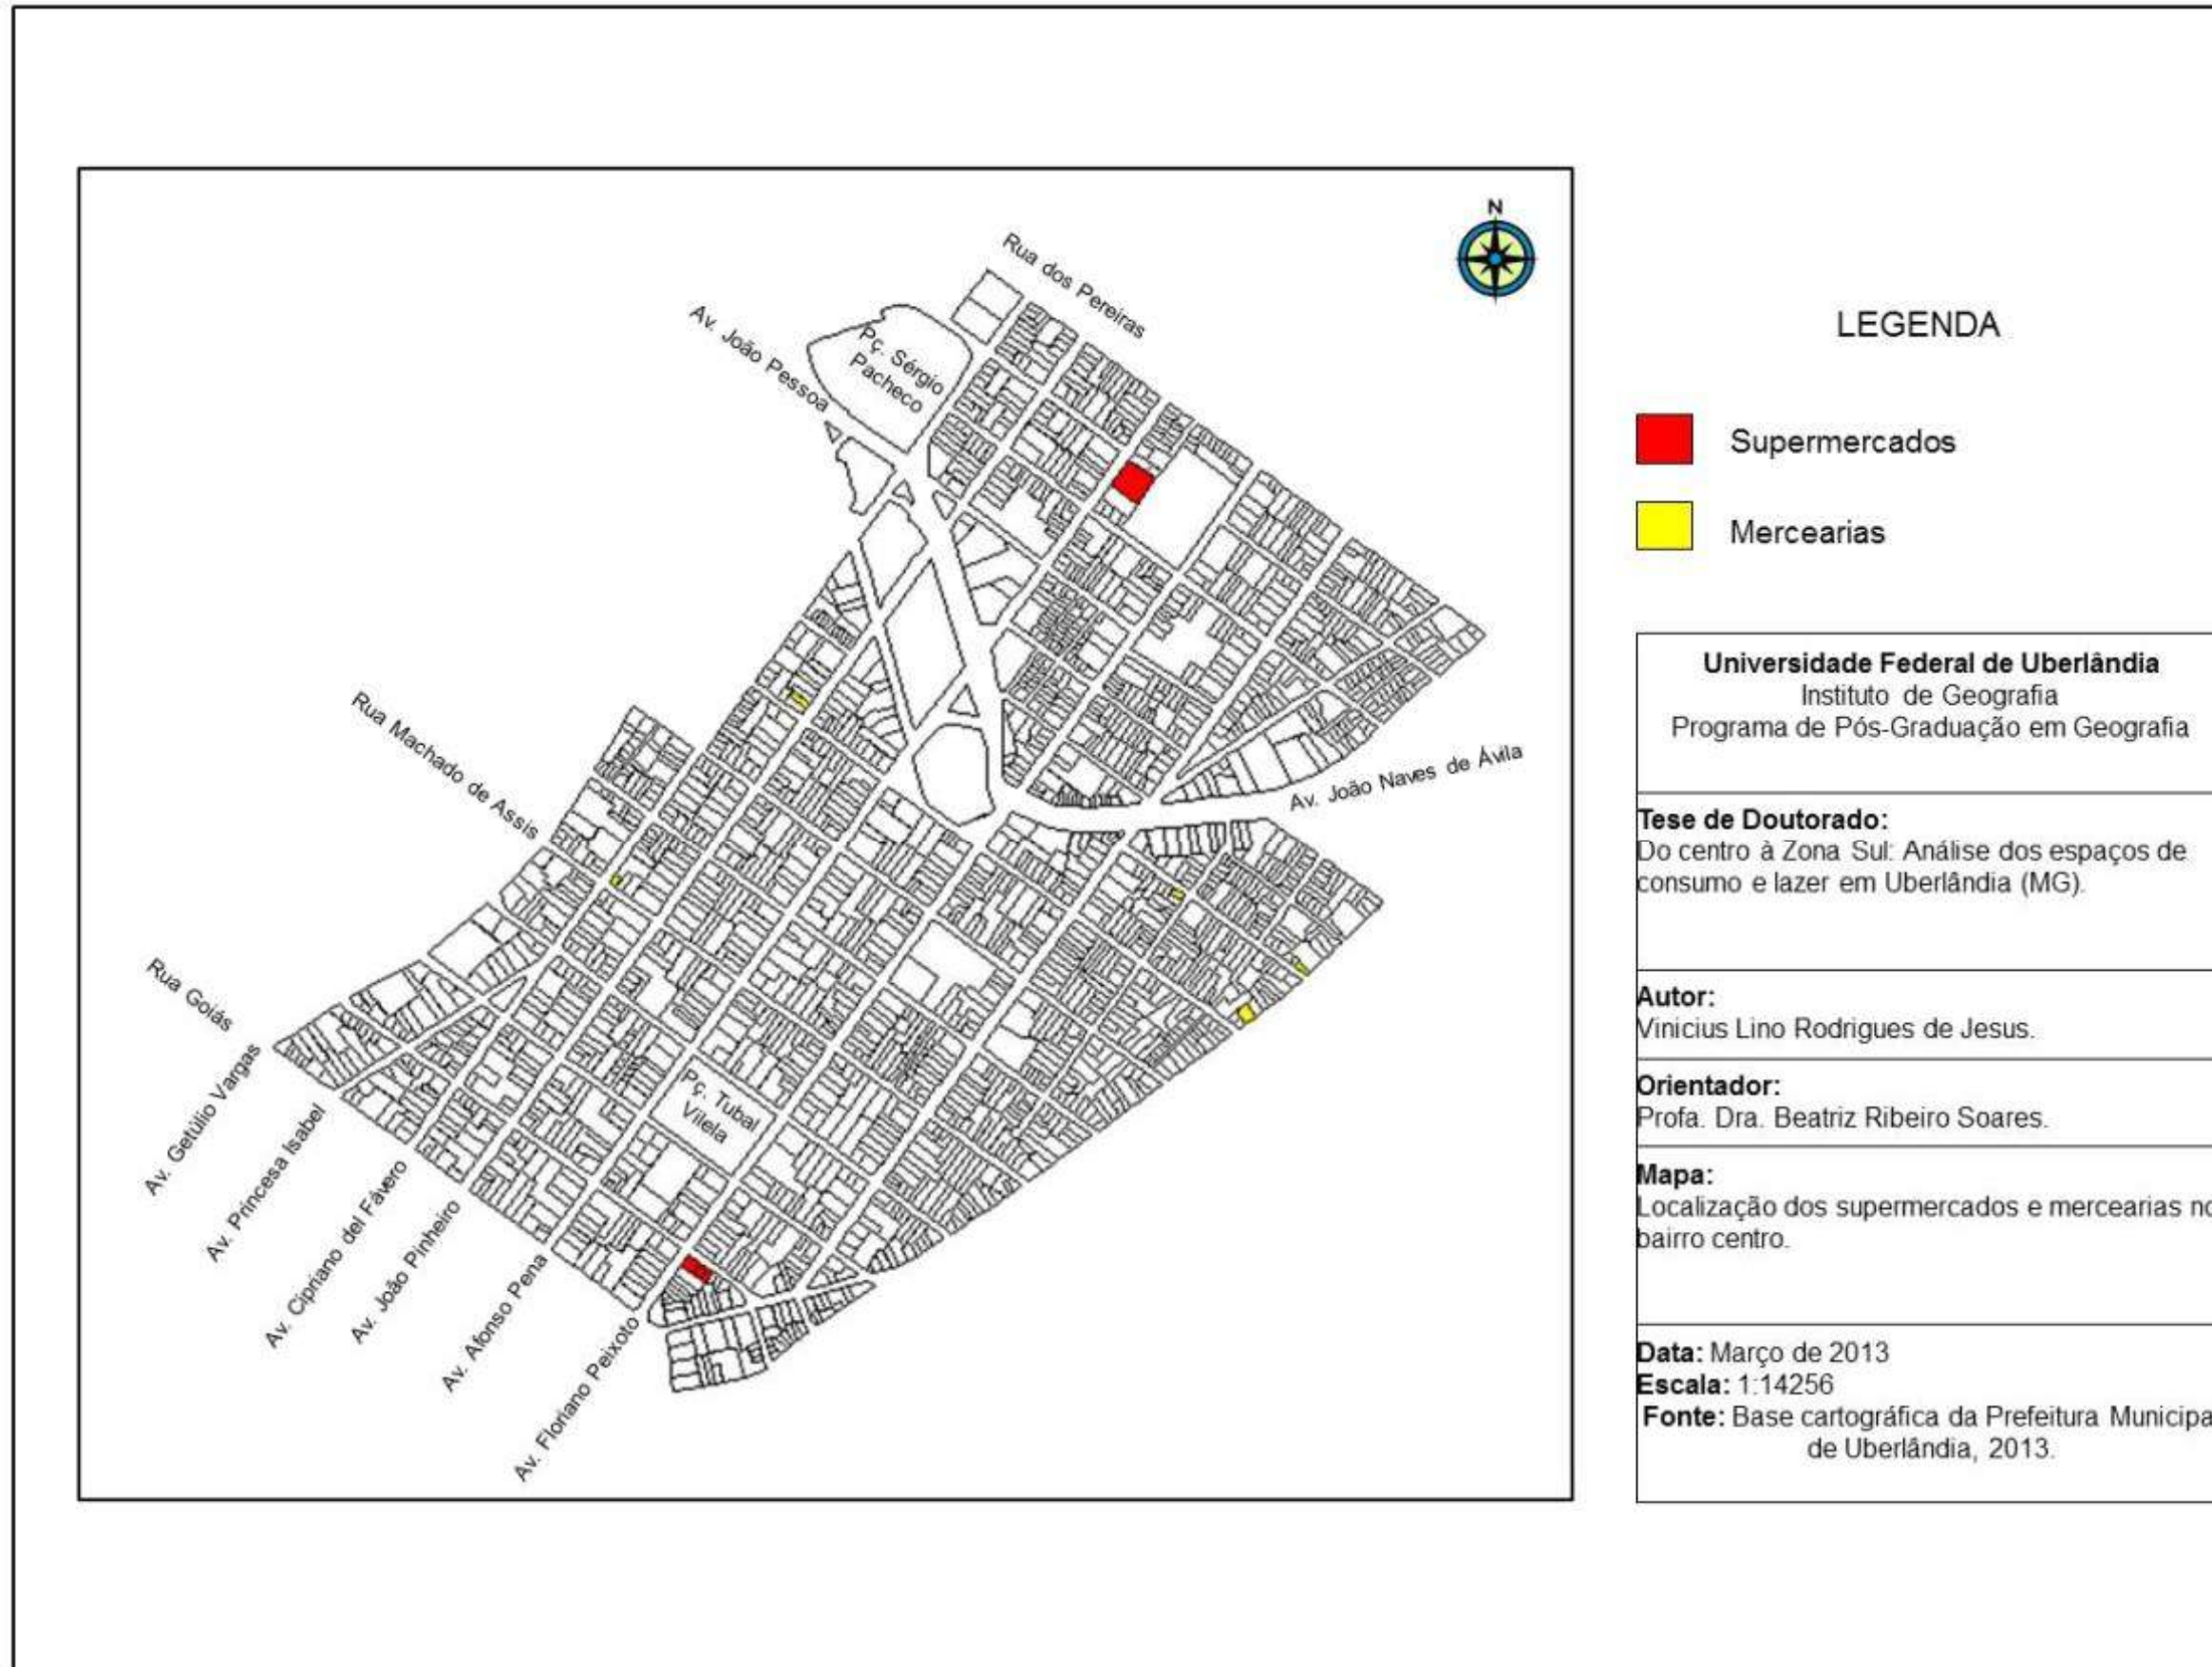 N
Rua dos Pereiras
Av. João Pessoa
Pç. Sérgio
Pacheco
Rua Machado de Assis
Av. João Naves de Ávila
Rua Goiás
Av. Getúlio Vargas
Av. Princesa Isabel
Av. Cipriano del Fávero
Av. João Pinheiro
Av. Afonso Pena
Av. Floriano Peixoto
Pç. Tubal
Vilela
LEGENDA
Supermercados
Mercearias
Universidade Federal de Uberlândia
Instituto de Geografia
Programa de Pós-Graduação em Geografia
Tese de Doutorado:
Do centro à Zona Sul: Análise dos espaços de
consumo e lazer em Uberlândia (MG).
Autor:
Vinicius Lino Rodrigues de Jesus.
Orientador:
Profa. Dra. Beatriz Ribeiro Soares.
Mapa:
Localização dos supermercados e mercearias no
bairro centro.
Data: Março de 2013
Escala: 1:14256
Fonte: Base cartográfica da Prefeitura Municipa
de Uberlândia, 2013.